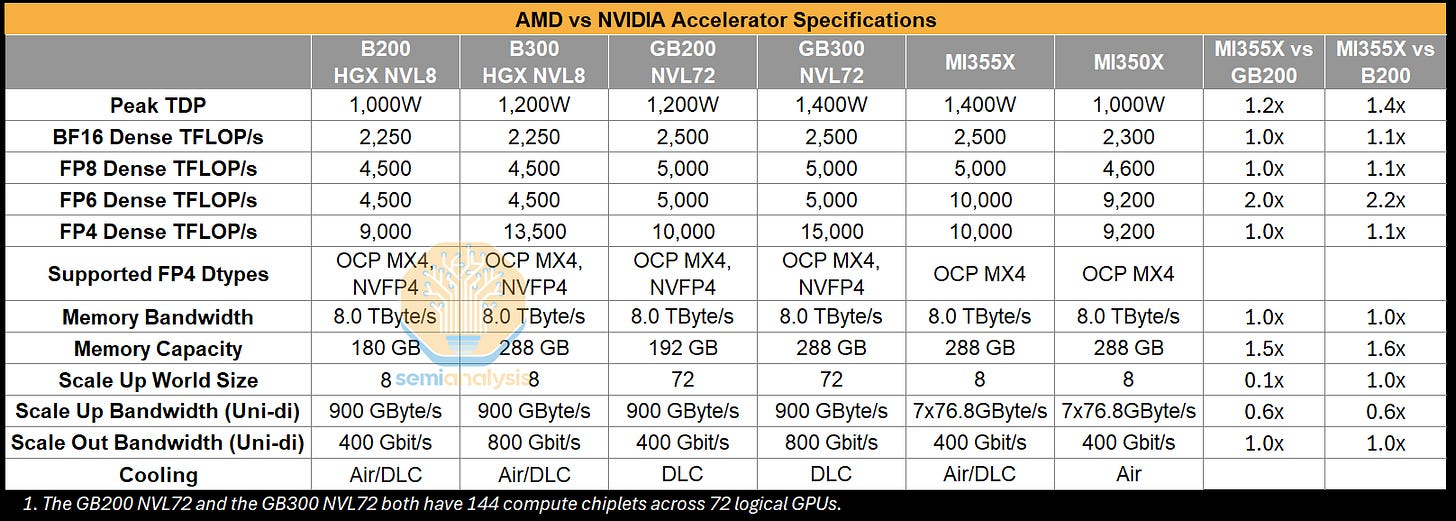 AMD vs NVIDIA Accelerator Specifications
B200 HGX NVL8 B300 HGX NVL8 GB200 NVL72 GB300 NVL72 MI355X MI350X MI355X vs GB200 MI355X vs B200
Peak TDP 1,000W 1,200W 1,200W 1,400W 1,400W 1,000W 1.2x 1.4x
BF16 Dense TFLOP/s 2,250 2,250 2,500 2,500 2,500 2,300 1.0x 1.1x
FP8 Dense TFLOP/s 4,500 4,500 5,000 5,000 5,000 4,600 1.0x 1.1x
FP6 Dense TFLOP/s 4,500 4,500 5,000 5,000 10,000 9,200 2.0x 2.2x
FP4 Dense TFLOP/s 9,000 13,500 10,000 15,000 10,000 9,200 1.0x 1.1x
Supported FP4 Dtypes OCP MX4, NVFP4 OCP MX4, NVFP4 OCP MX4, NVFP4 OCP MX4, NVFP4 OCP MX4 OCP MX4
Memory Bandwidth 8.0 TByte/s 8.0 TByte/s 8.0 TByte/s 8.0 TByte/s 8.0 TByte/s 8.0 TByte/s 1.0x 1.0x
Memory Capacity 180 GB 288 GB 192 GB 288 GB 288 GB 288 GB 1.5x 1.6x
Scale Up World Size 8 8 72 72 8 8 0.1x 1.0x
semianalysis
Scale Up Bandwidth (Uni-di) 900 GByte/s 900 GByte/s 900 GByte/s 900 GByte/s 7x76.8GByte/s 7x76.8GByte/s 0.6x 0.6x
Scale Out Bandwidth (Uni-di) 400 Gbit/s 800 Gbit/s 400 Gbit/s 800 Gbit/s 400 Gbit/s 400 Gbit/s 1.0x 1.0x
Cooling Air/DLC Air/DLC DLC DLC Air/DLC Air
1. The GB200 NVL72 and the GB300 NVL72 both have 144 compute chiplets across 72 logical GPUs.